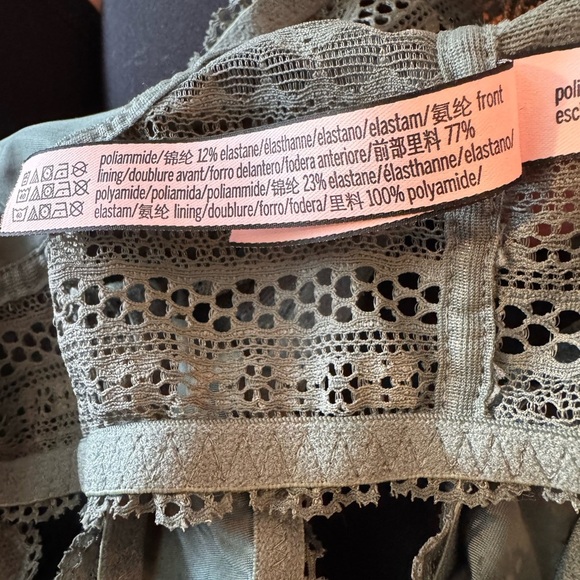 poliammide/锦纶 12% elastane/élasthanne/elastano/elastam/氨纶 front
lining/doublure avant/forro delantero/fodera anteriore/前部里料 77%
polyamide/poliamida/poliammide/锦纶 23% elastane/élasthanne/elastano/
elastam/氨纶 lining/doublure/forro/fodera/里料 100% polyamide/
poli
esc